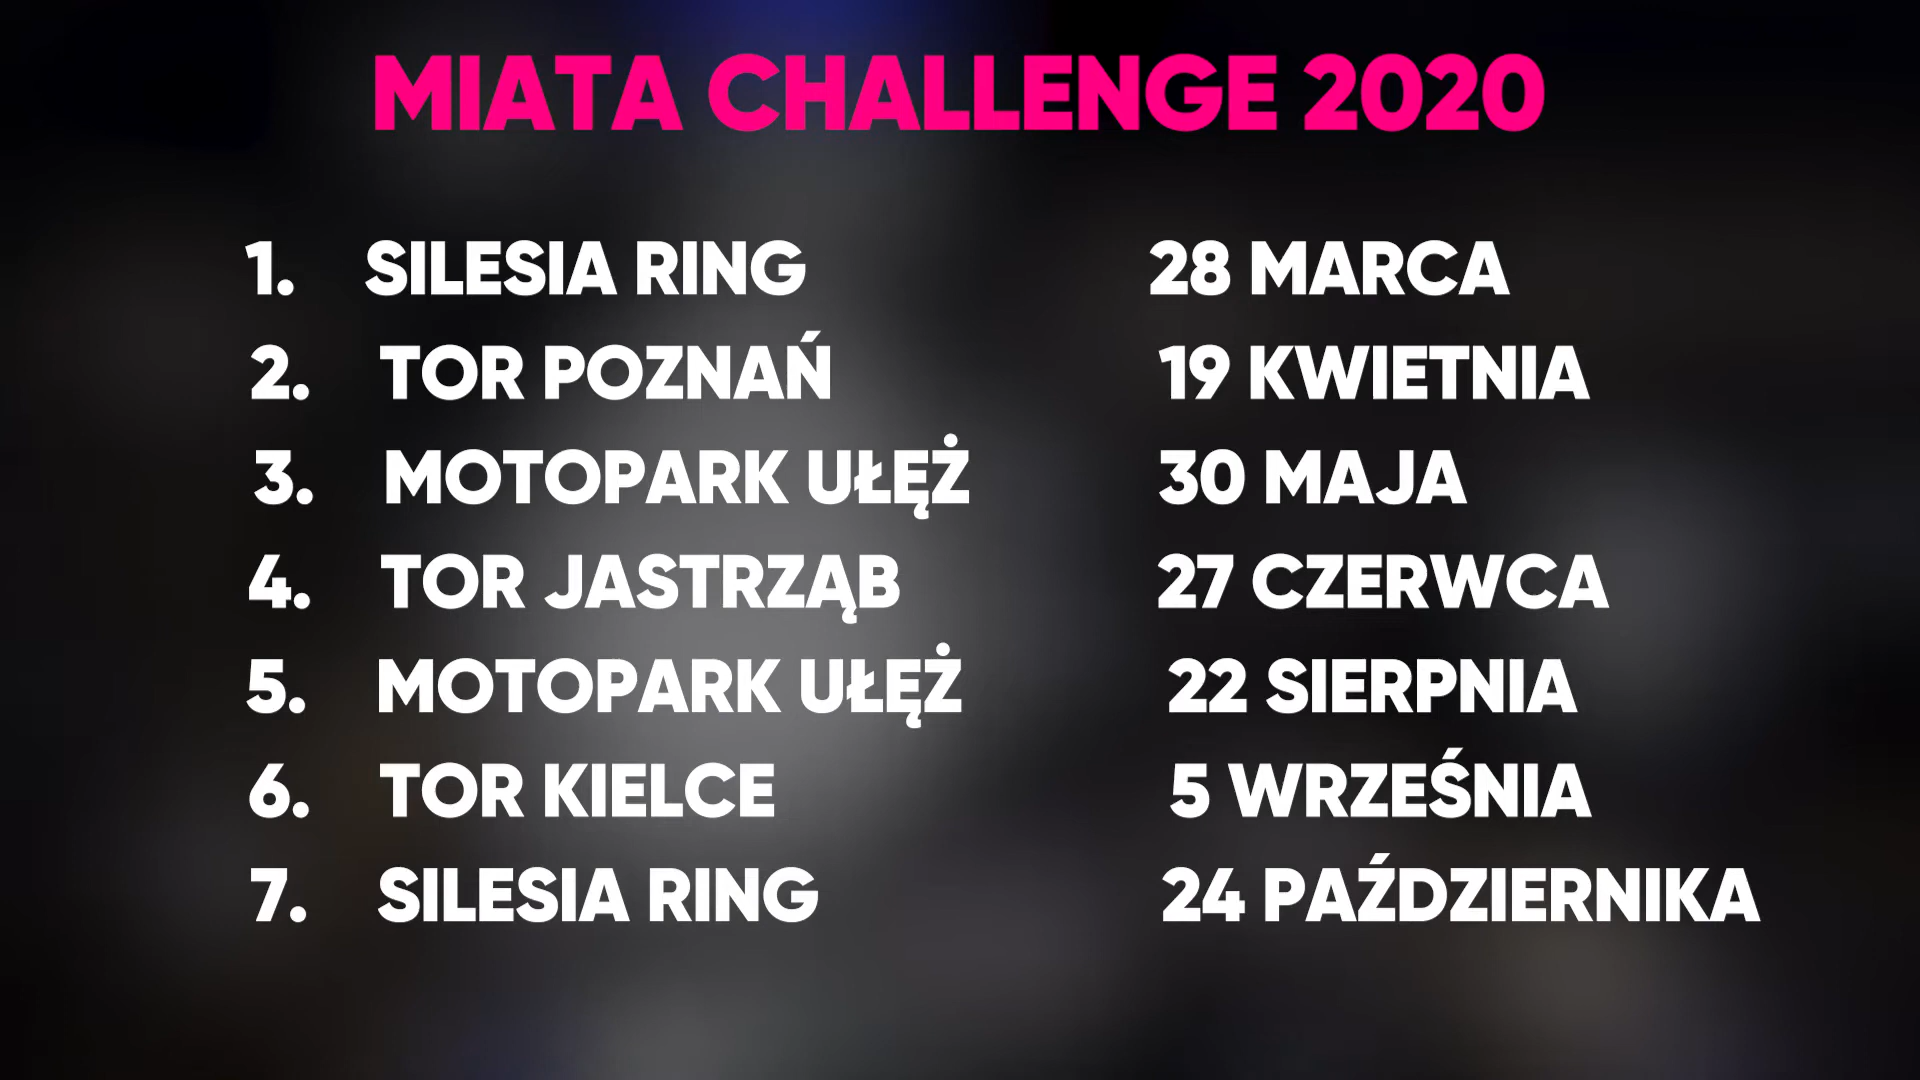 MIATA CHALLENGE 2020
1. SILESIA RING 28 MARCA
2. TOR POZNAŃ 19 KWIETNIA
3. MOTOPARK UŁĘŻ 30 MAJA
4. TOR JASTRZĄB 27 CZERWCA
5. MOTOPARK UŁĘŻ 22 SIERPNIA
6. TOR KIELCE 5 WRZEŚNIA
7. SILESIA RING 24 PAŹDZIERNIKA